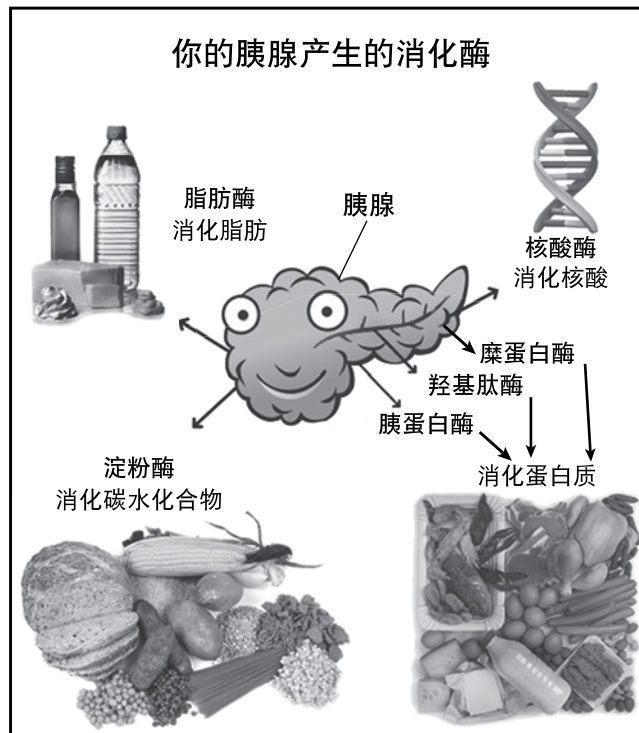 你的胰腺产生的消化酶
脂肪酶
消化脂肪
胰腺
核酸酶
消化核酸
糜蛋白酶
羟基肽酶
胰蛋白酶
消化蛋白质
淀粉酶
消化碳水化合物